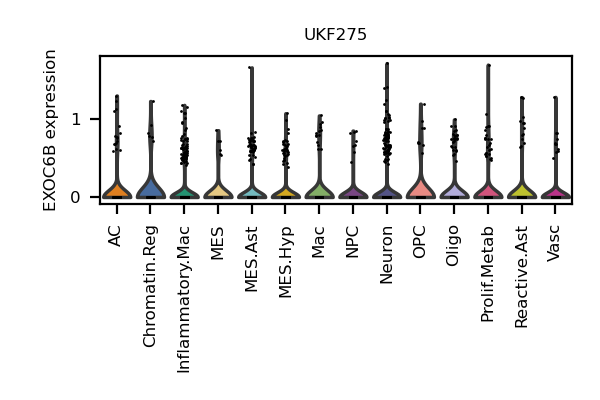 UKF275
EXOC6B expression
1
0
AC
Chromatin.Reg
Inflammatory.Mac
MES
MES.Ast
MES.Hyp
Mac
NPC
Neuron
OPC
Oligo
Prolif.Metab
Reactive.Ast
Vasc